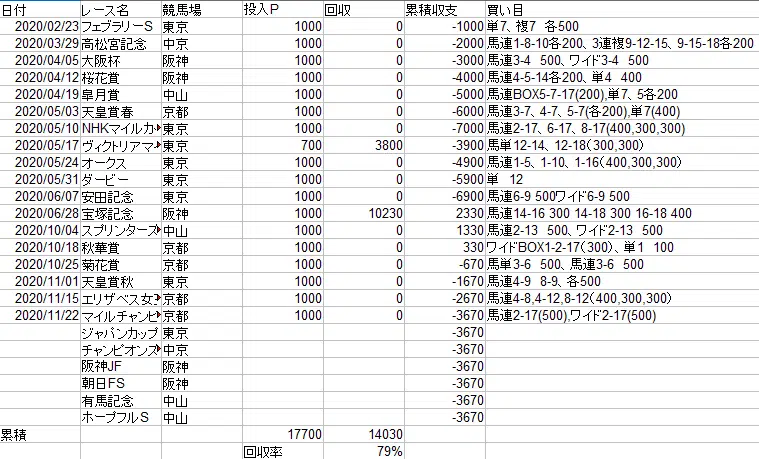 日付 レース名 競馬場 投入P 回収 累積収支 買い目
2020/02/23 フェブラリーS 東京 1000 0 -1000 単7、複7 各500
2020/03/29 高松宮記念 中京 1000 0 -2000 馬連1-8-10各200、3連複9-12-15、9-15-18各200
2020/04/05 大阪杯 阪神 1000 0 -3000 馬連3-4 500、ワイド3-4 500
2020/04/12 桜花賞 阪神 1000 0 -4000 馬連4-5-14各200、単4 400
2020/04/19 皐月賞 中山 1000 0 -5000 馬連BOX5-7-17(200),単7、5各200
2020/05/03 天皇賞春 京都 1000 0 -6000 馬連3-7、4-7、5-7(各200),単7(400)
2020/05/10 NHKマイルカ 東京 1000 0 -7000 馬連2-17、6-17、8-17(400,300,300)
2020/05/17 ヴィクトリアマ 東京 700 3800 -3900 馬単12-14、12-18(300,300)
2020/05/24 オークス 東京 1000 0 -4900 馬連1-5、1-10、1-16(400,300,300)
2020/05/31 ダービー 東京 1000 0 -5900 単 12
2020/06/07 安田記念 東京 1000 0 -6900 馬連6-9 500ワイド6-9 500
2020/06/28 宝塚記念 阪神 1000 10230 2330 馬連14-16 300 14-18 300 16-18 400
2020/10/04 スプリンターズ 中山 1000 0 1330 馬連2-13 500、ワイド2-13 500
2020/10/18 秋華賞 京都 1000 0 330 ワイドBOX1-2-17(300)、単1 100
2020/10/25 菊花賞 京都 1000 0 -670 馬単3-6 500、馬連3-6 500
2020/11/01 天皇賞秋 東京 1000 0 -1670 馬連4-9 8-9、各500
2020/11/15 エリザベス女 京都 1000 0 -2670 馬連4-8,4-12,8-12(400,300,300)
2020/11/22 マイルチャンピ 京都 1000 0 -3670 馬連2-17(500),ワイド2-17(500)
ジャパンカップ 東京 -3670
チャンピオンズ 中京 -3670
阪神JF 阪神 -3670
朝日FS 阪神 -3670
有馬記念 中山 -3670
ホープフルS 中山 -3670
累積 17700 14030
回収率 79%